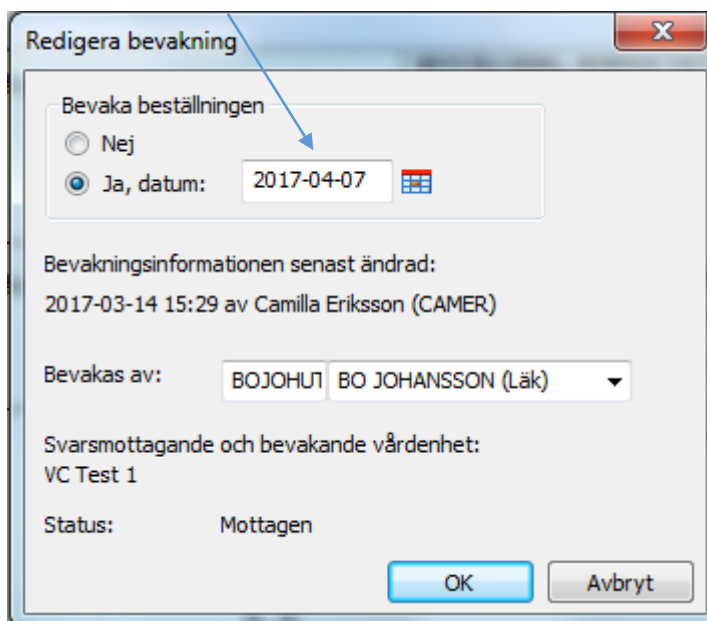 Redigera bevakning
Bevaka beställningen
Nej
Ja, datum: 2017-04-07
Bevakningsinformationen senast ändrad:
2017-03-14 15:29 av Camilla Eriksson (CAMER)
Bevakas av: BOJOHUT BO JOHANSSON (Läk)
Svarsmottagande och bevakande vårdenhet:
VC Test 1
Status: Mottagen
OK Avbryt